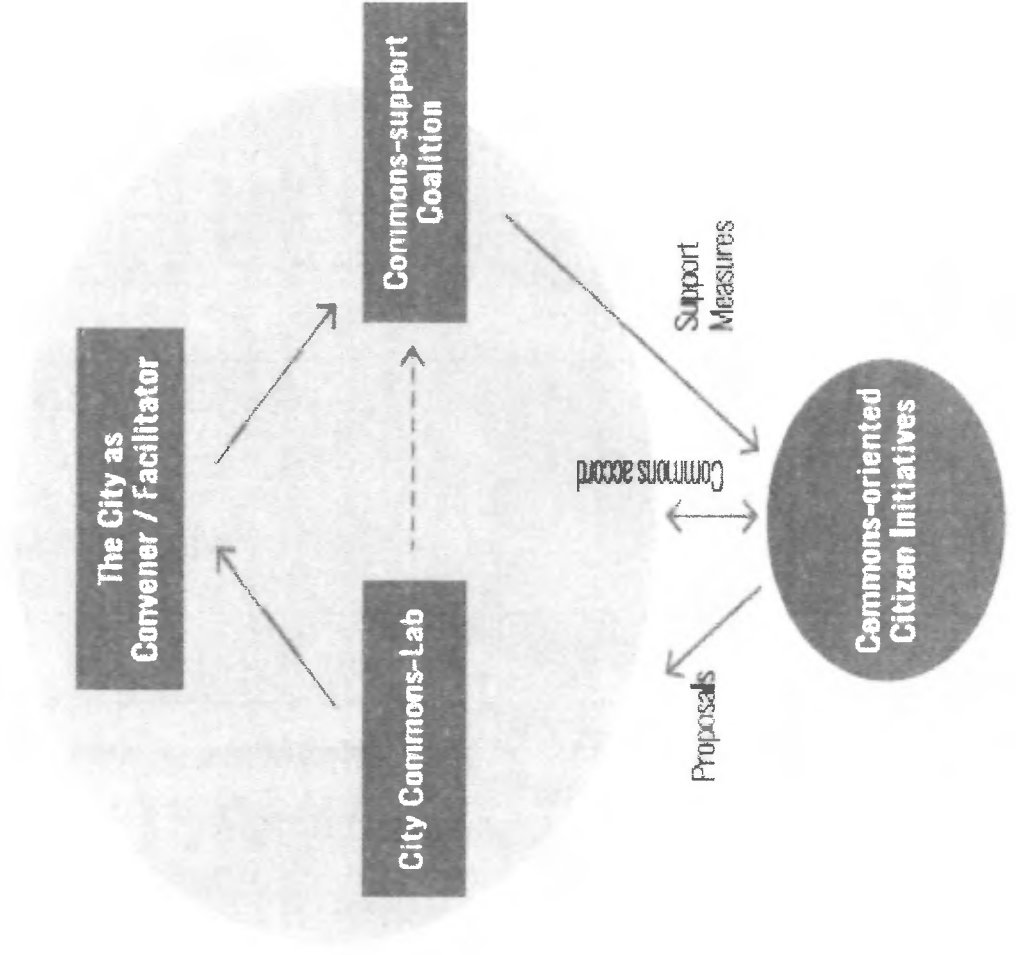 The City as
Convener / Facilitator
City Commons-Lab
Commons-support
Coalition
Proposals
Commons accord
Support
Measures
Commons-oriented
Citizen Initiatives